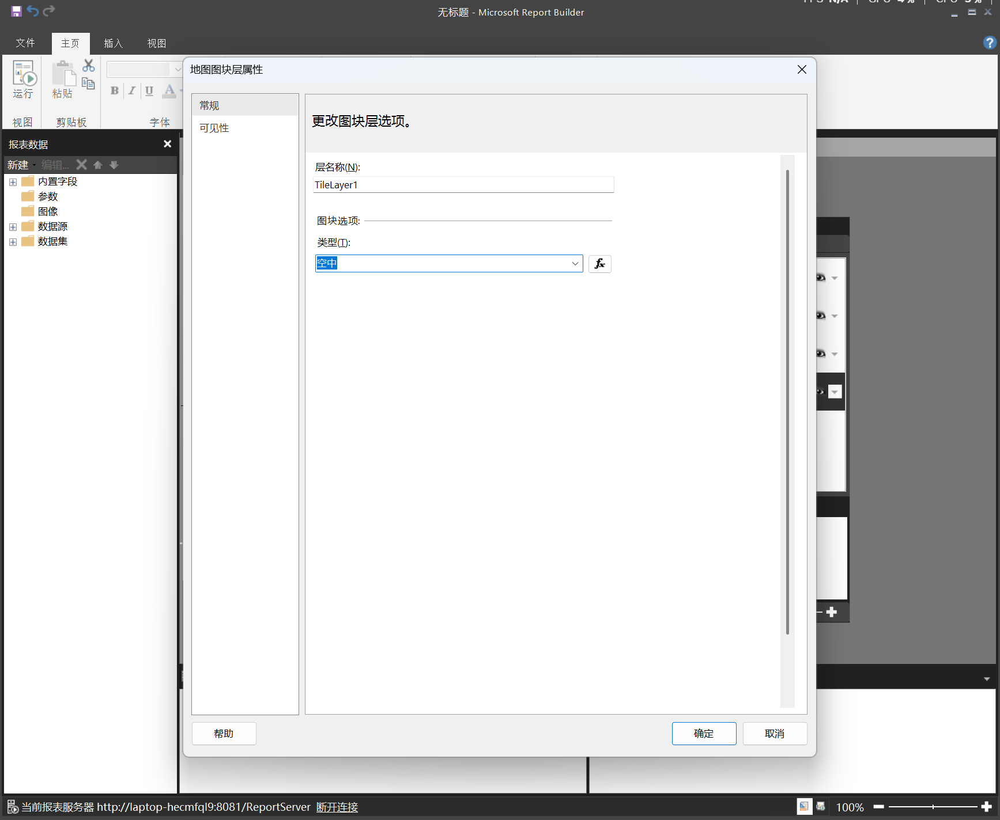 无标题 - Microsoft Report Builder
文件
主页
插入
视图
运行
粘贴
B I U A
视图
剪贴板
字体
报表数据
新建
编辑...
内置字段
参数
图像
数据源
数据集
地图图块层属性
常规
可见性
更改图块层选项。
层名称(N):
TileLayer1
图块选项:
类型(T):
空中
fx
帮助
确定
取消
当前报表服务器 http://laptop-hecmfql9:8081/ReportServer 断开连接
100%